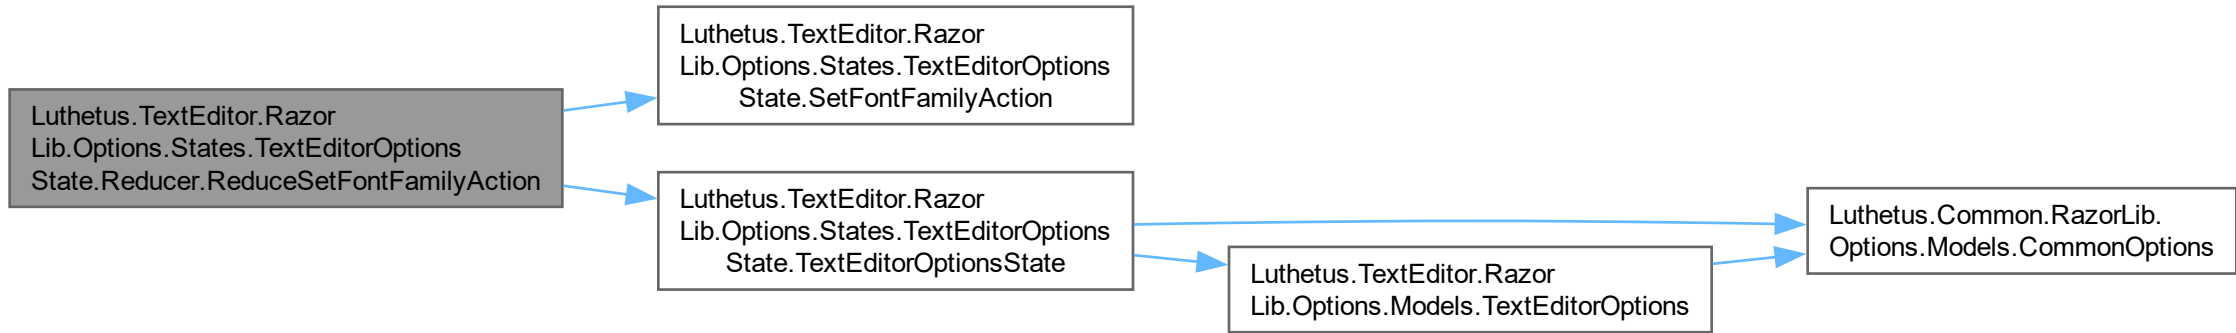 Luthetus.TextEditor.Razor
Lib.Options.States.TextEditorOptions
State.Reducer.ReduceSetFontFamilyAction
Luthetus.TextEditor.Razor
Lib.Options.States.TextEditorOptions
State.SetFontFamilyAction
Luthetus.TextEditor.Razor
Lib.Options.States.TextEditorOptions
State.TextEditorOptionsState
Luthetus.TextEditor.Razor
Lib.Options.Models.TextEditorOptions
Luthetus.Common.RazorLib.
Options.Models.CommonOptions